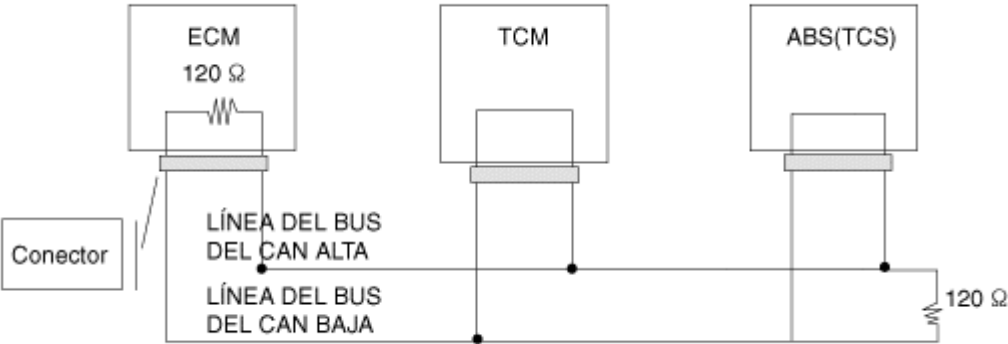 ECM
120 Ω
TCM
ABS(TCS)
Conector
LÍNEA DEL BUS
DEL CAN ALTA
LÍNEA DEL BUS
DEL CAN BAJA
120 Ω